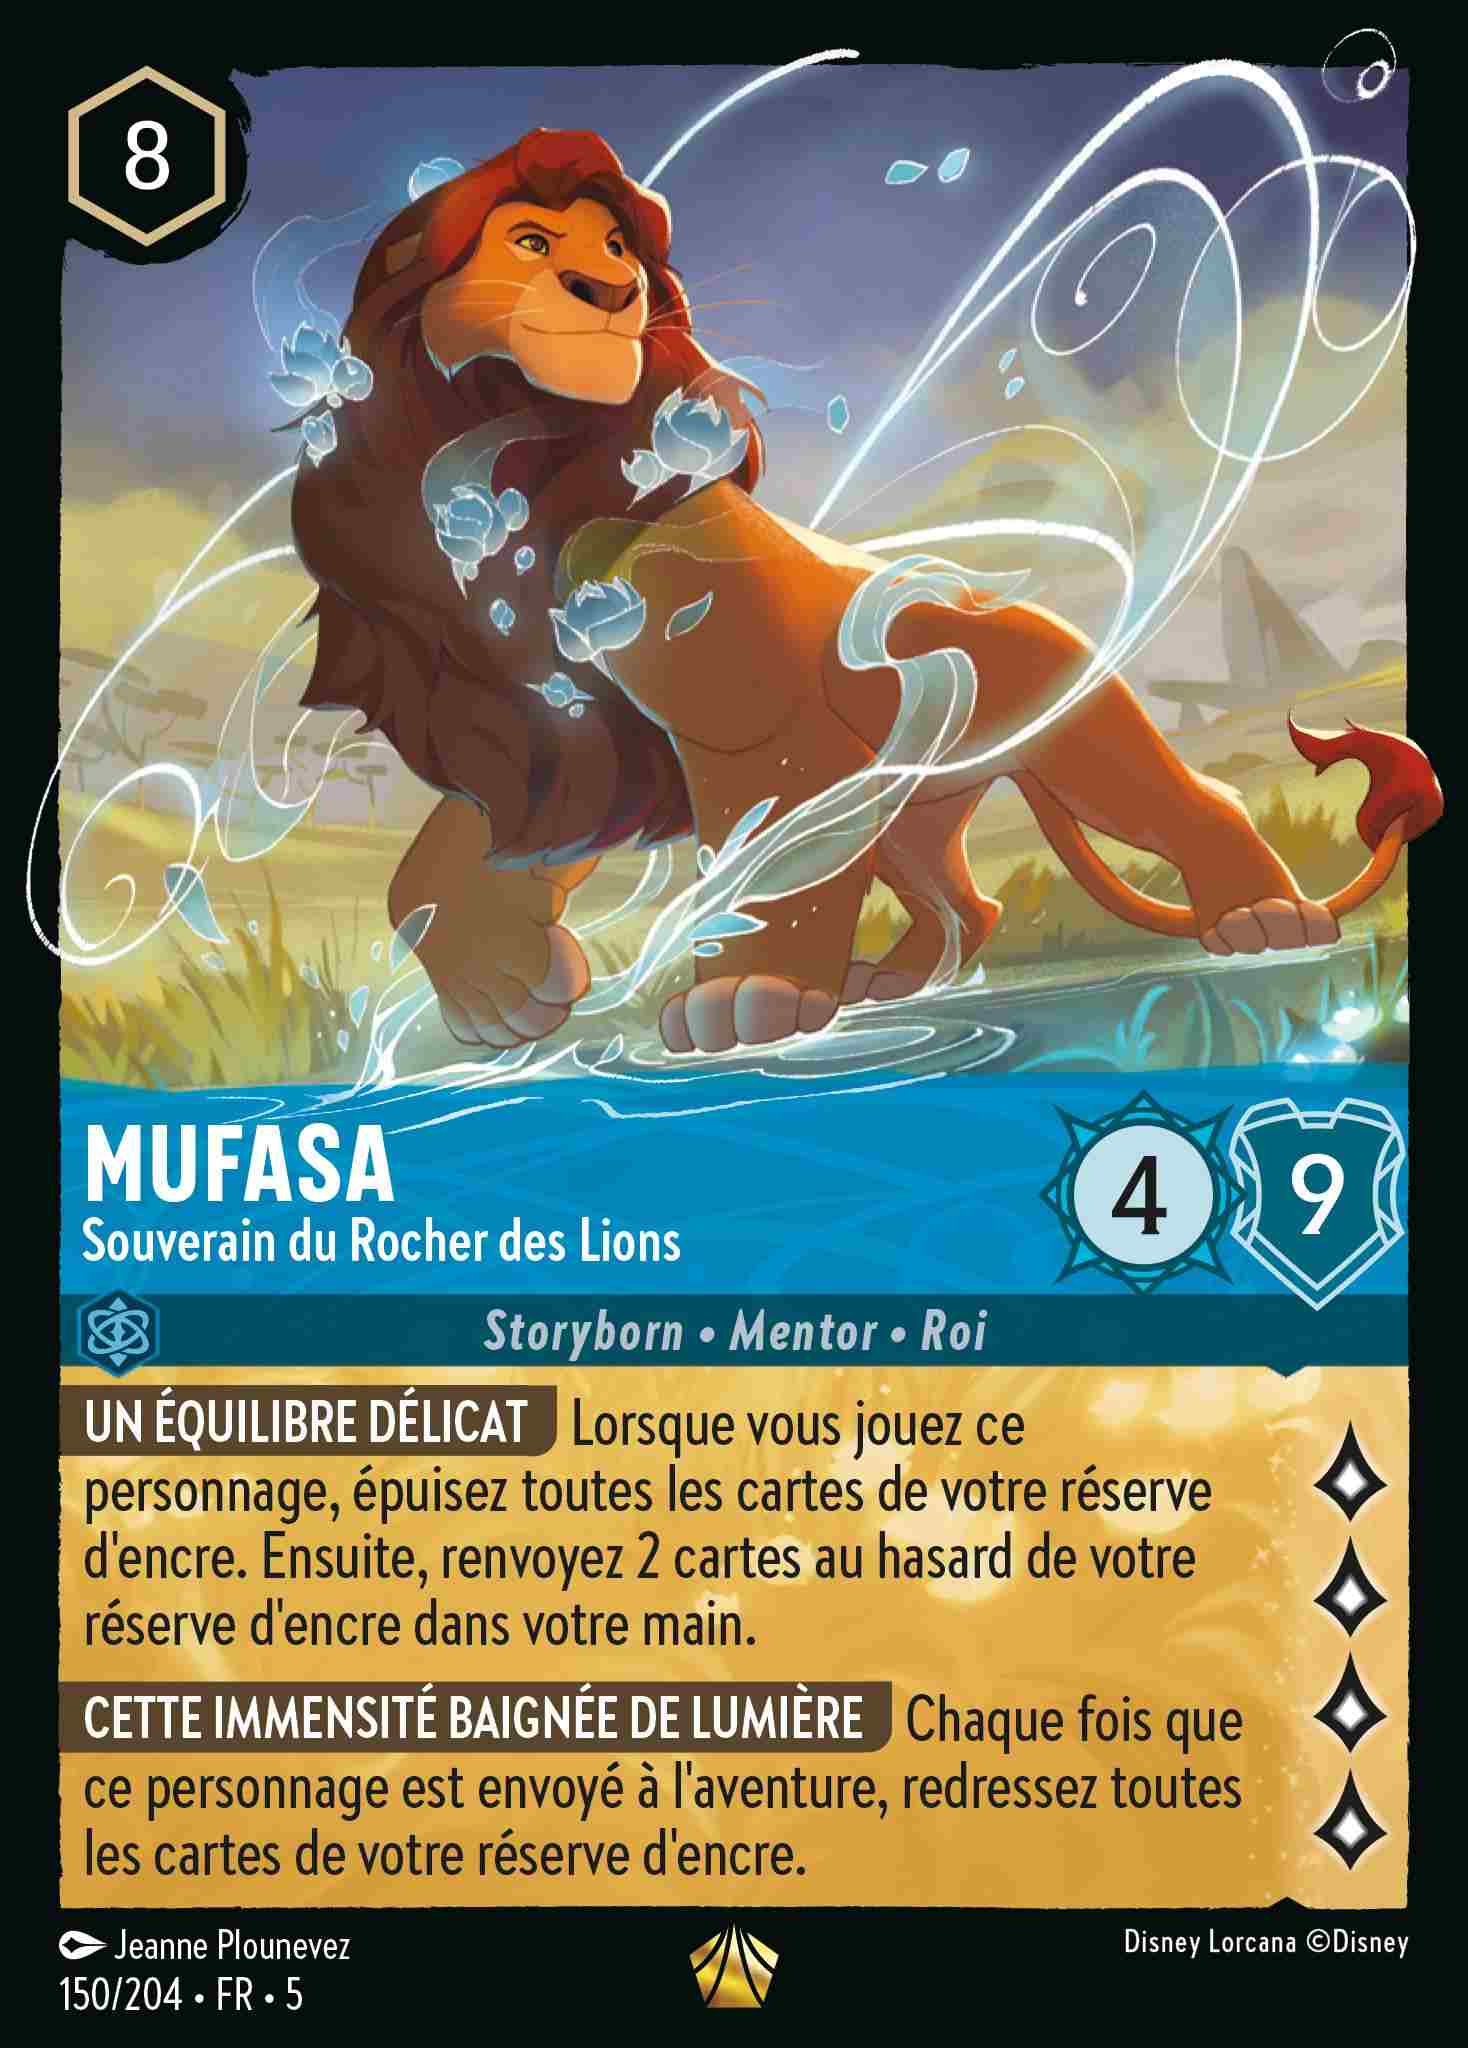 8
MUFASA
Souverain du Rocher des Lions
4
9
Storyborn • Mentor • Roi
UN ÉQUILIBRE DÉLICAT Lorsque vous jouez ce
personnage, épuisez toutes les cartes de votre réserve
d'encre. Ensuite, renvoyez 2 cartes au hasard de votre
réserve d'encre dans votre main.
CETTE IMMENSITÉ BAIGNÉE DE LUMIÈRE Chaque fois que
ce personnage est envoyé à l'aventure, redressez toutes
les cartes de votre réserve d'encre.
Jeanne Plounevez
Disney Lorcana ©Disney
150/204 • FR • 5